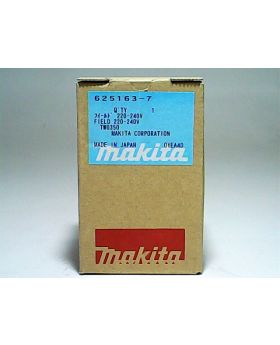 625163-7
Q'TY 1
ﾌｨｰﾙﾄﾞ 220-240V
FIELD 220-240V
TW0350
MAKITA CORPORATION
makita
MADE IN JAPAN
makita